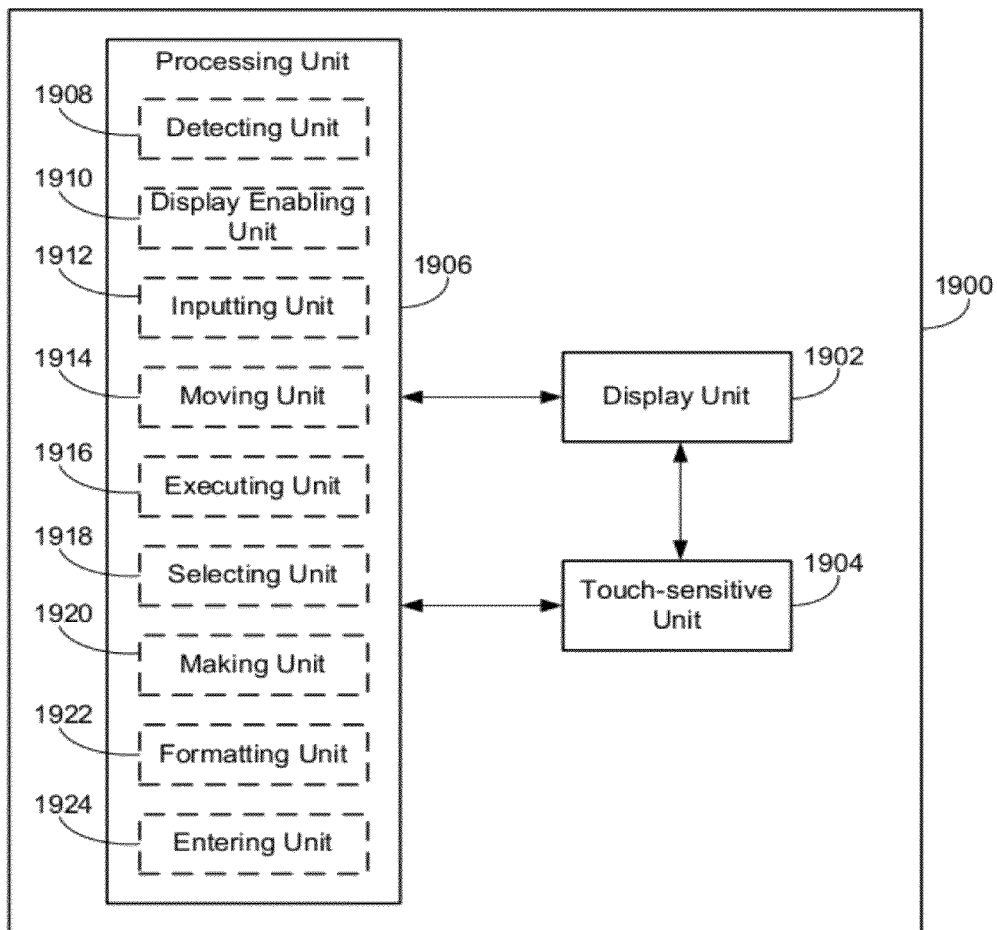 Processing Unit
1908
Detecting Unit
1910
Display Enabling
Unit
1912
Inputting Unit
1906
1900
1914
Moving Unit
1902
Display Unit
1916
Executing Unit
1918
Selecting Unit
1904
Touch-sensitive
Unit
1920
Making Unit
1922
Formatting Unit
1924
Entering Unit